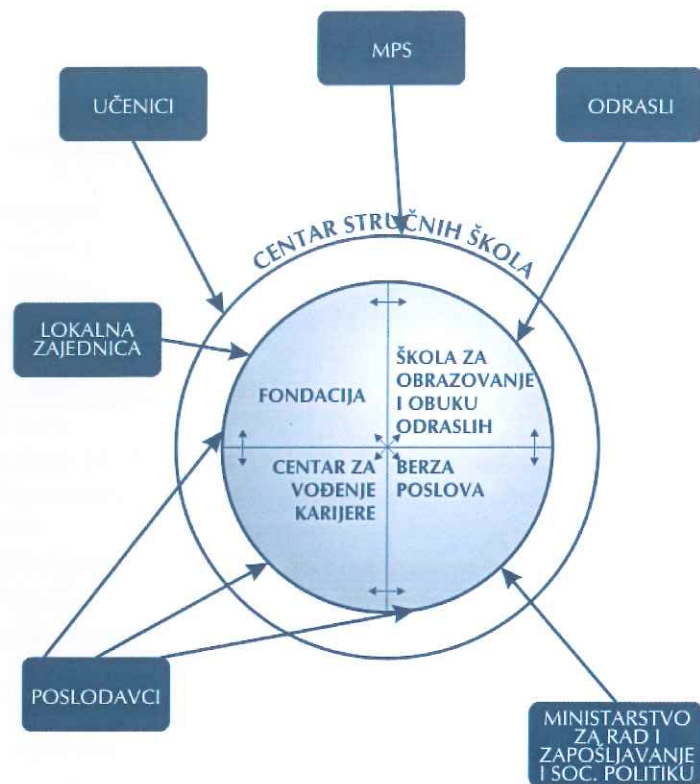 MPS
UČENICI
ODRASLI
CENTAR STRUČNIH ŠKOLA
LOKALNA
ZAJEDNICA
FONDACIJA
ŠKOLA ZA
OBRAZOVANJE
I OBUKU
ODRASLIH
CENTAR ZA
VOĐENJE
KARIJERE
BERZA
POSLOVA
POSLODAVCI
MINISTARSTVO
ZA RAD I
ZAPOŠLJAVANJE
I SOC. POLITIKU